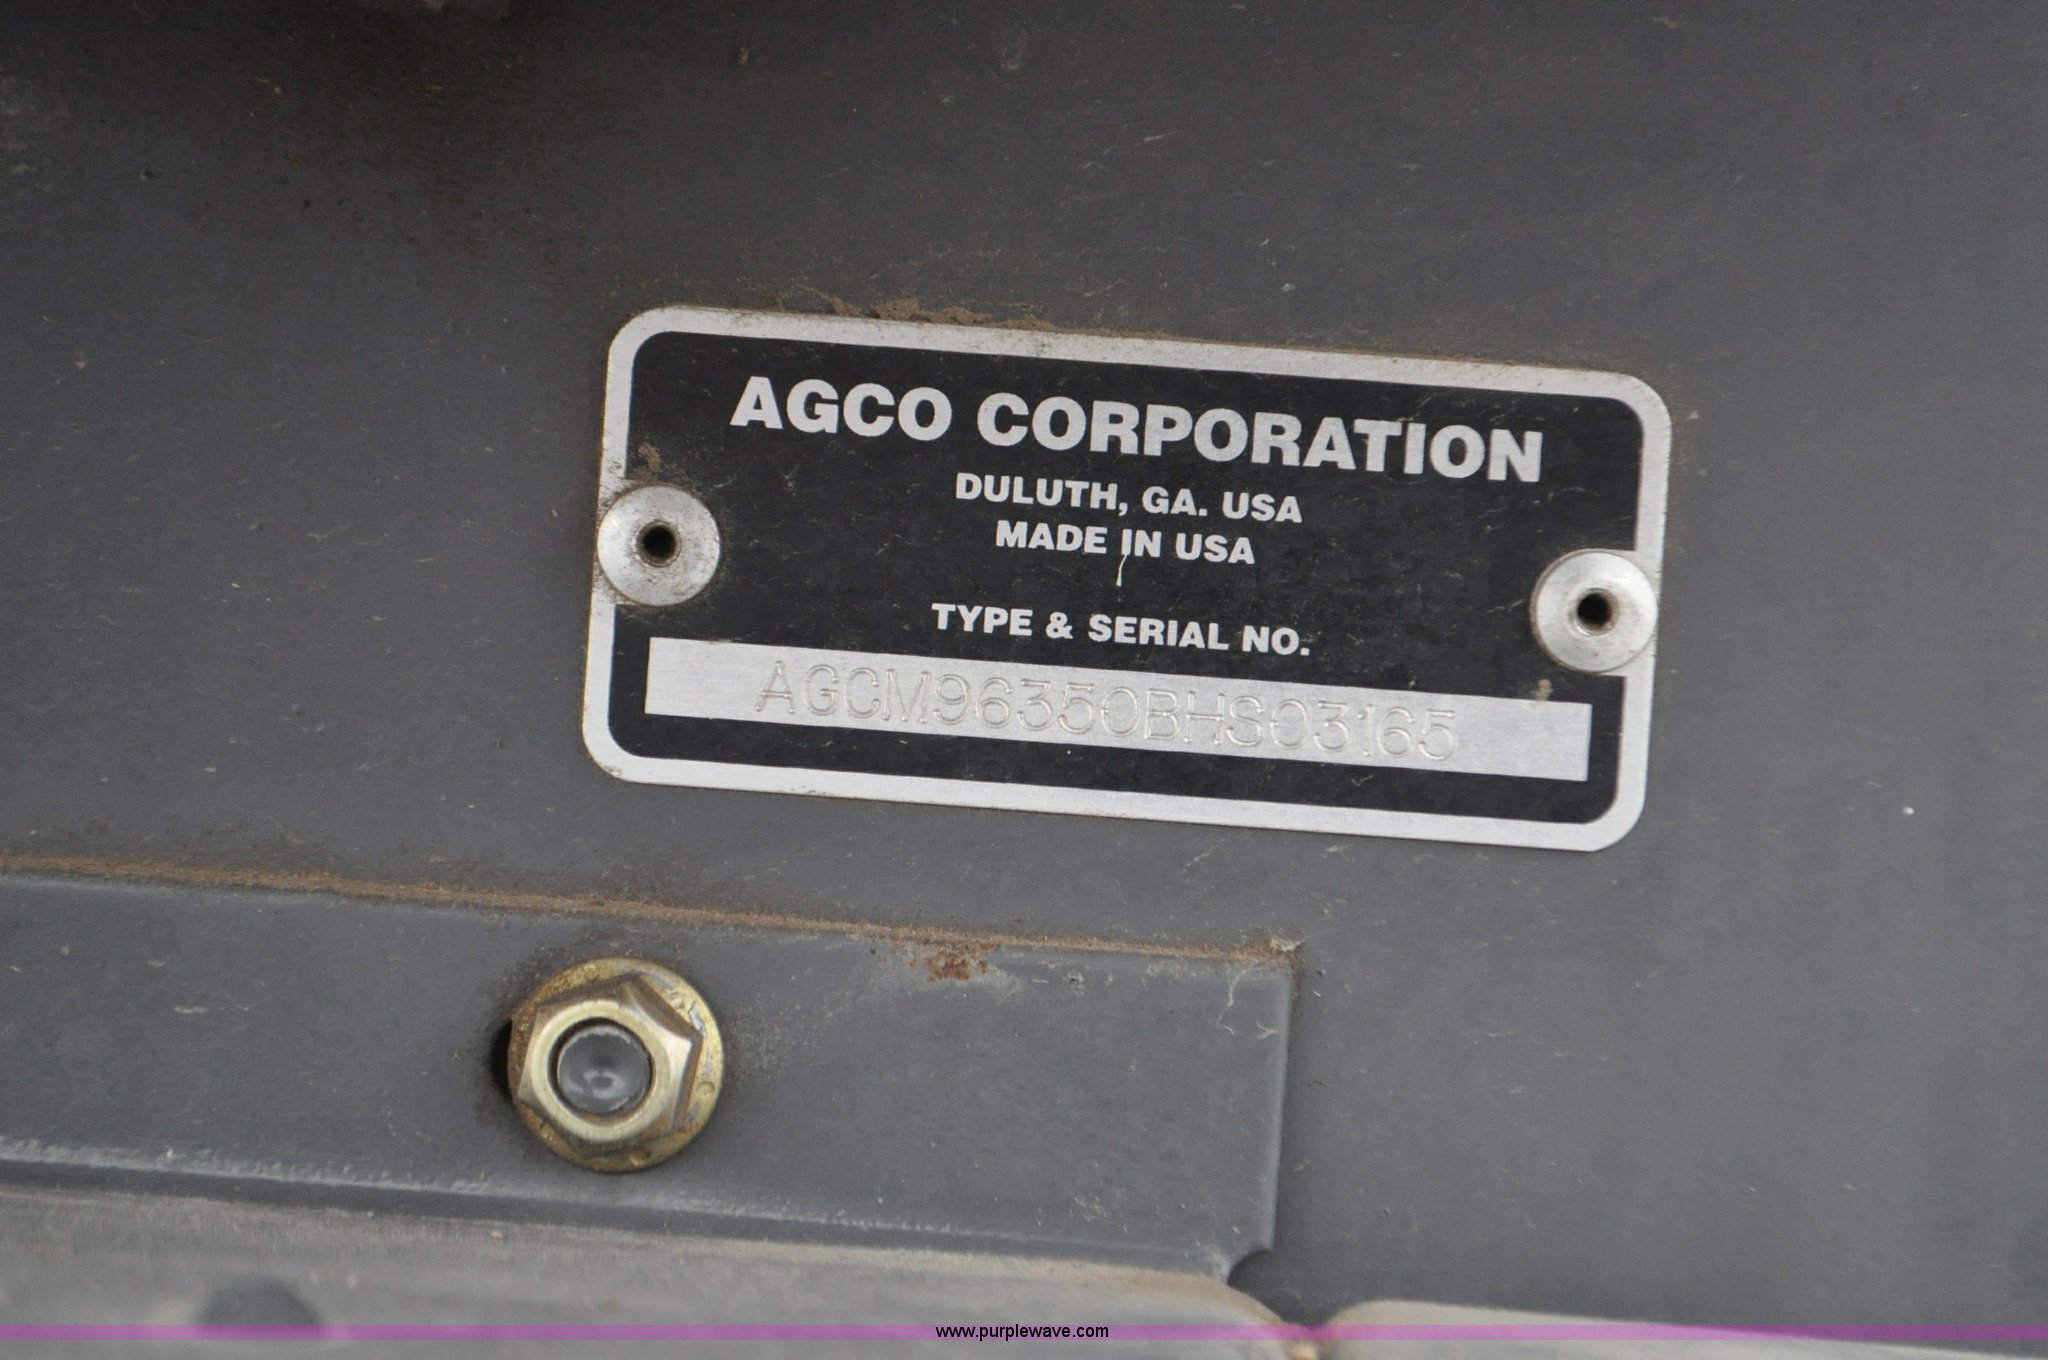 AGCO CORPORATION
DULUTH, GA. USA
MADE IN USA
TYPE & SERIAL NO.
AGCM96350BHS03165
www.purplewave.com